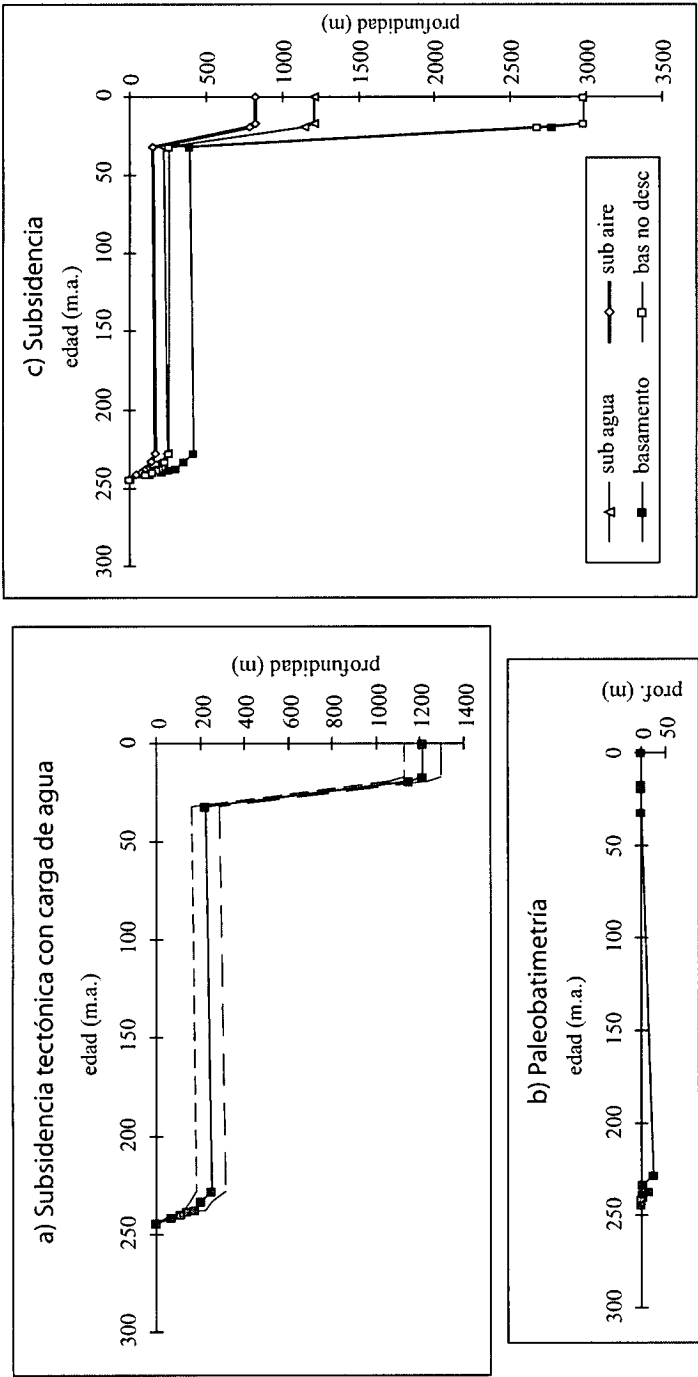 a) Subsidencia tectónica con carga de agua
edad (m.a.)
300 250 200 150 100 50 0
0
200
400
600
800
1000
1200
1400
profundidad (m)
b) Paleobatimetría
edad (m.a.)
300 250 200 150 100 50 0
0
50
prof. (m)
c) Subsidencia
edad (m.a.)
300 250 200 150 100 50 0
0
500
1000
1500
2000
2500
3000
3500
profundidad (m)
sub agua
sub aire
basamento
bas no desc